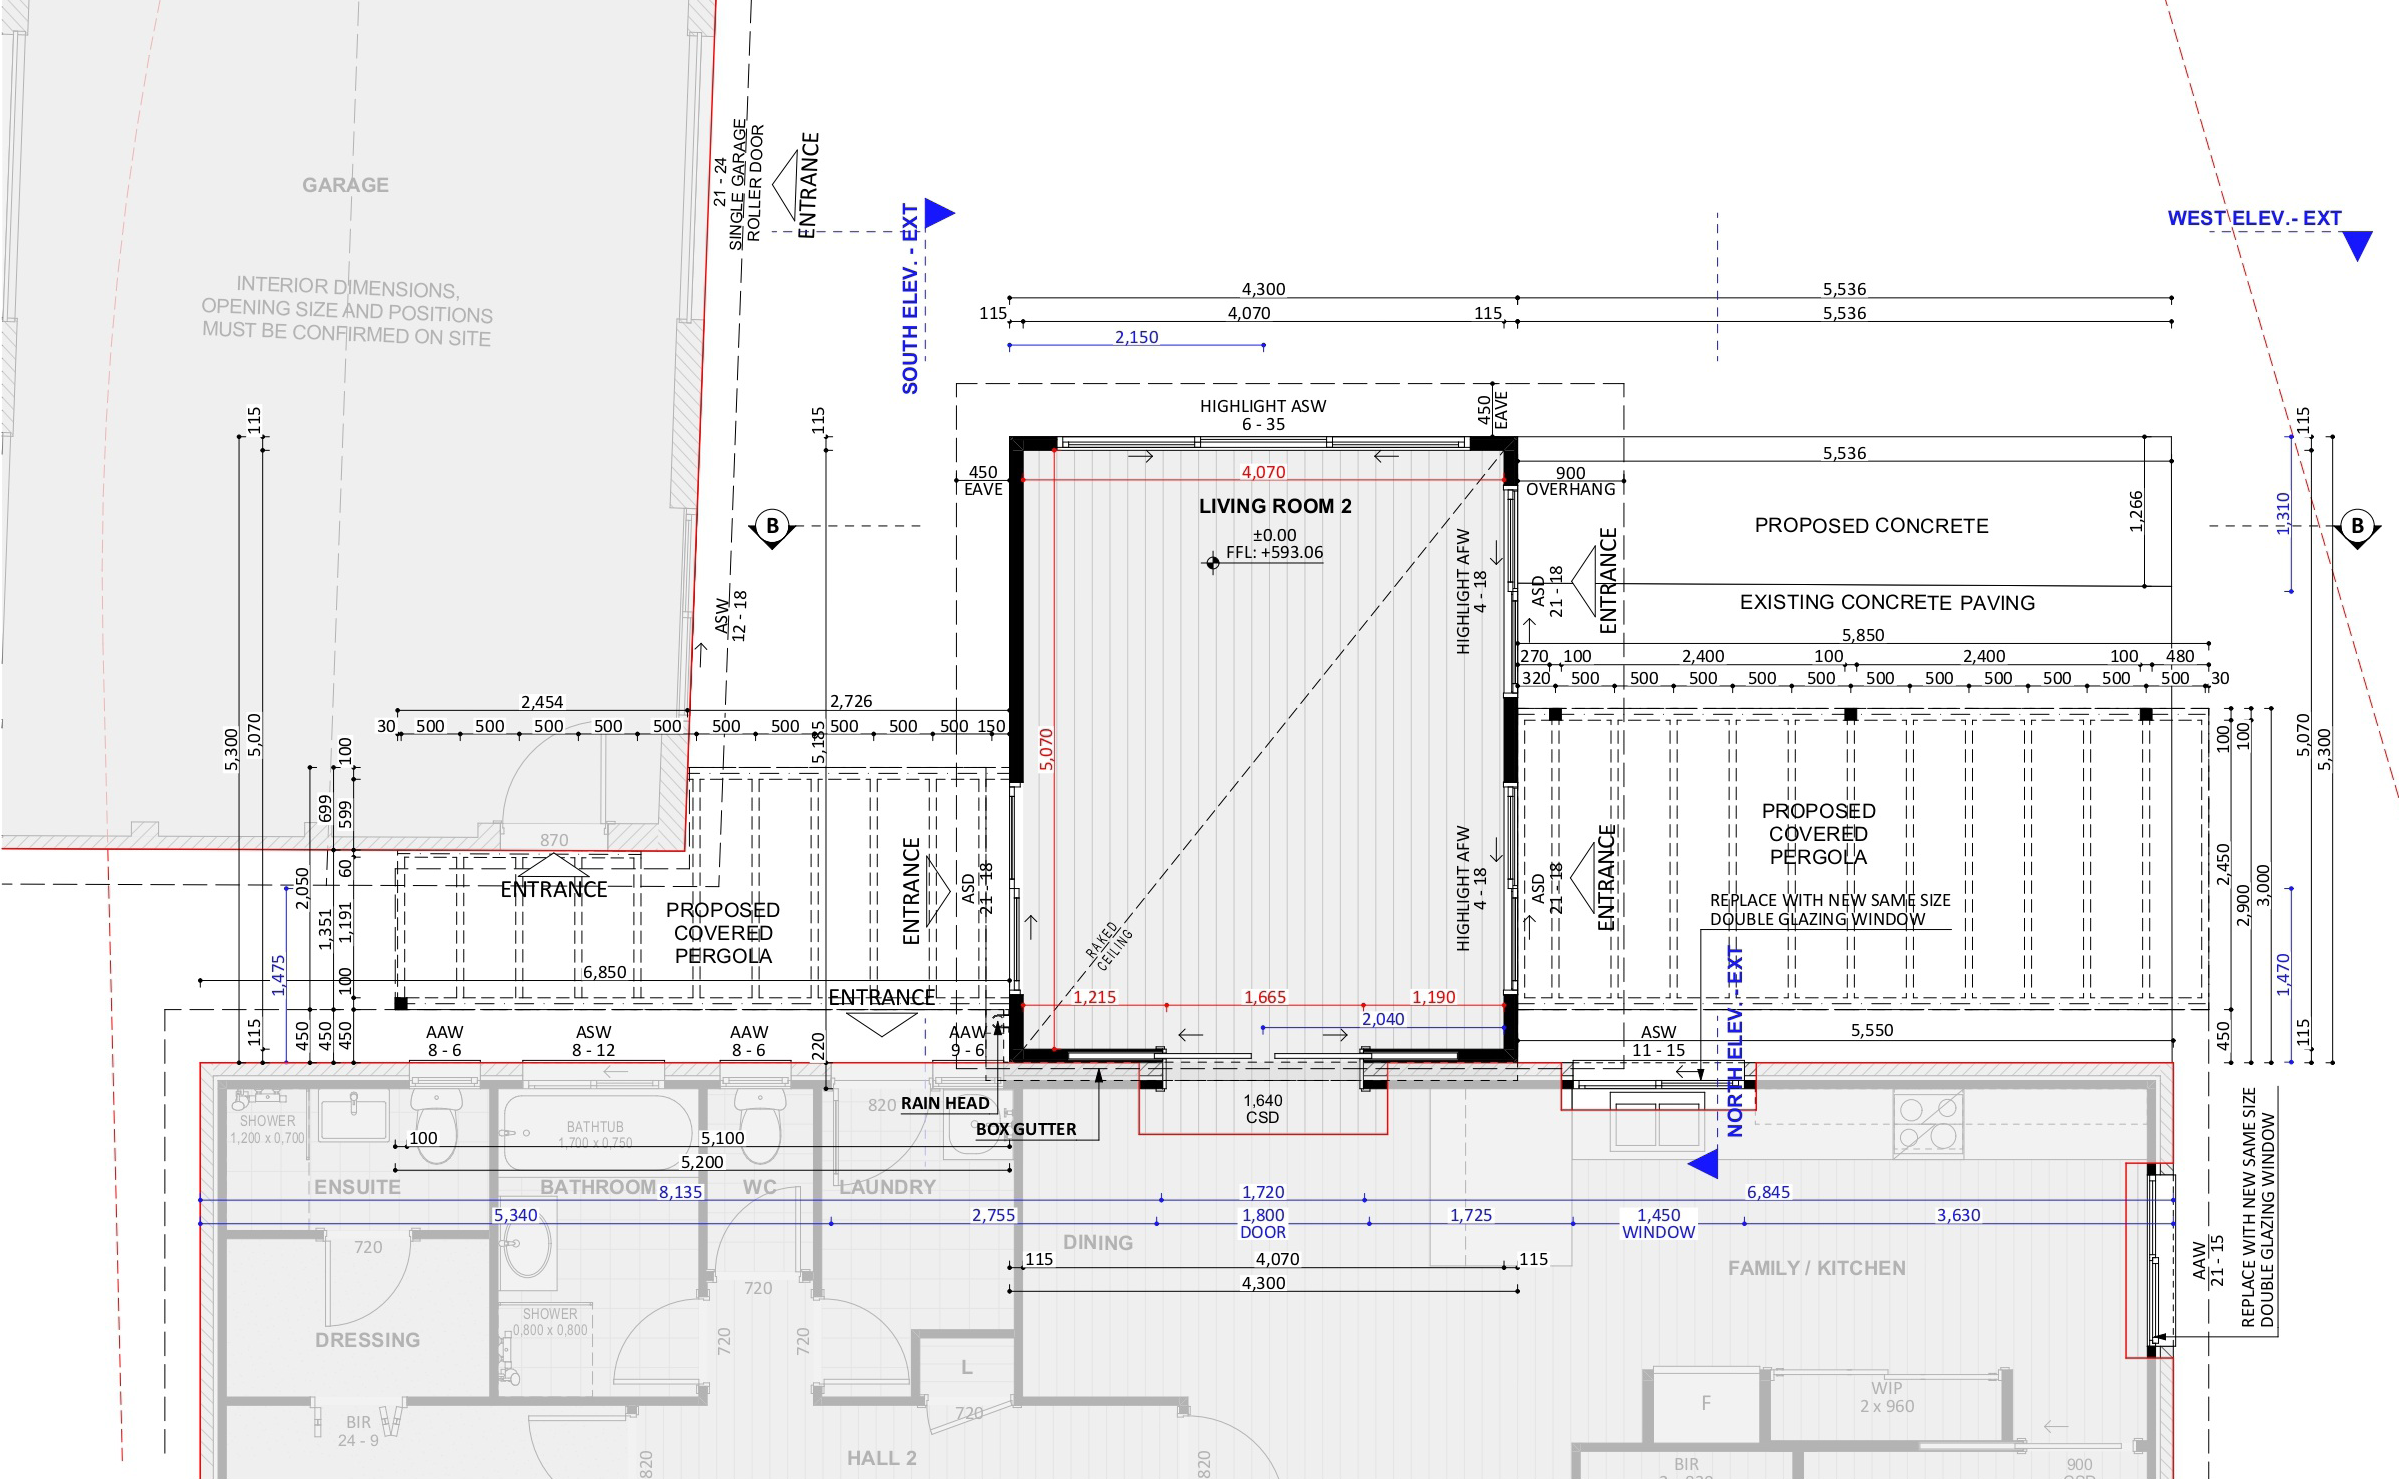 GARAGE
INTERIOR DIMENSIONS,
OPENING SIZE AND POSITIONS
MUST BE CONFIRMED ON SITE
21 - 24
SINGLE GARAGE
ROLLER DOOR
ENTRANCE
SOUTH ELEV. - EXT
WEST ELEV.- EXT
4,300
5,536
115
4,070
115
5,536
2,150
HIGHLIGHT ASW
6 - 35
450
EAVE
115
115
115
450
EAVE
4,070
900
OVERHANG
5,536
LIVING ROOM 2
±0.00
FFL: +593.06
B
B
PROPOSED CONCRETE
1,266
1,310
EXISTING CONCRETE PAVING
HIGHLIGHT AFW
4 - 18
ASD
21 - 18
ENTRANCE
ASW
12 - 18
5,850
270
100
2,400
100
2,400
100
480
320
500
500
500
500
500
500
500
500
500
500
500
30
2,454
2,726
30
500
500
500
500
500
500
500
500
500
500
150
5,300
5,070
5,185
5,070
100
699
599
2,050
60
1,351
1,191
100
1,475
115
450
450
450
220
870
ENTRANCE
PROPOSED
COVERED
PERGOLA
6,850
ENTRANCE
ASD
21 - 18
ENTRANCE
RAKED
CEILING
HIGHLIGHT AFW
4 - 18
ASD
21 - 18
ENTRANCE
PROPOSED
COVERED
PERGOLA
REPLACE WITH NEW SAME SIZE
DOUBLE GLAZING WINDOW
NORTH ELEV. - EXT
100
100
2,450
2,900
3,000
5,070
5,300
1,470
450
115
1,215
1,665
1,190
2,040
AAW
8 - 6
ASW
8 - 12
AAW
8 - 6
AAW
9 - 6
ASW
11 - 15
5,550
SHOWER
1,200 x 0,700
BATHTUB
1,700 x 0,750
820
RAIN HEAD
BOX GUTTER
1,640
CSD
100
5,100
5,200
ENSUITE
BATHROOM
WC
LAUNDRY
8,135
1,720
6,845
5,340
2,755
1,800
DOOR
1,725
1,450
WINDOW
3,630
720
DINING
115
4,070
115
4,300
FAMILY / KITCHEN
AAW
21 - 15
REPLACE WITH NEW SAME SIZE
DOUBLE GLAZING WINDOW
720
SHOWER
0,800 x 0,800
DRESSING
720
720
L
720
BIR
24 - 9
F
WIP
2 x 960
HALL 2
820
820
BIR
900